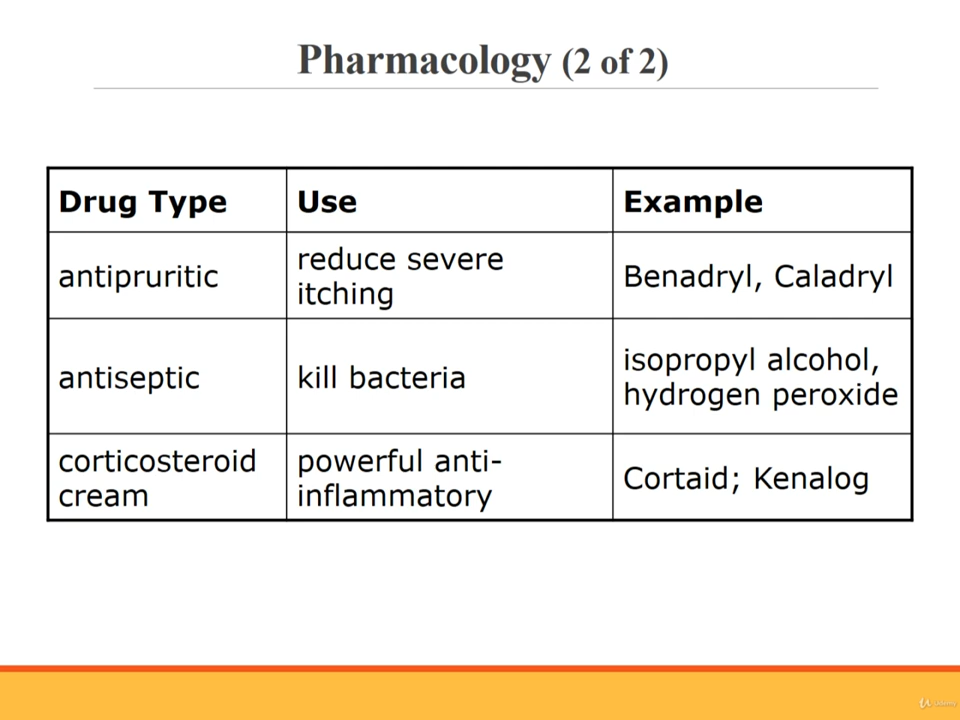 Pharmacology (2 of 2)
Drug Type
Use
Example
antipruritic
reduce severe
itching
Benadryl, Caladryl
antiseptic
kill bacteria
isopropyl alcohol,
hydrogen peroxide
corticosteroid
cream
powerful anti-
inflammatory
Cortaid; Kenalog
Udemy